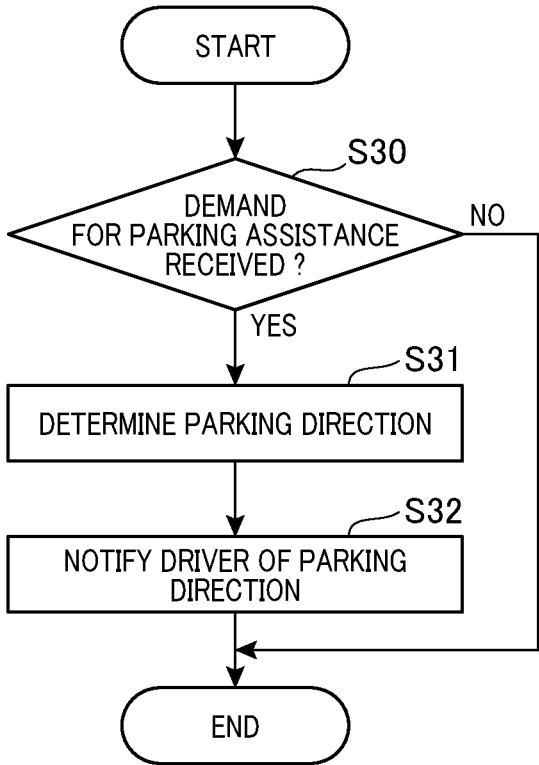 START
S30
DEMAND
FOR PARKING ASSISTANCE
RECEIVED ?
NO
YES
S31
DETERMINE PARKING DIRECTION
S32
NOTIFY DRIVER OF PARKING
DIRECTION
END